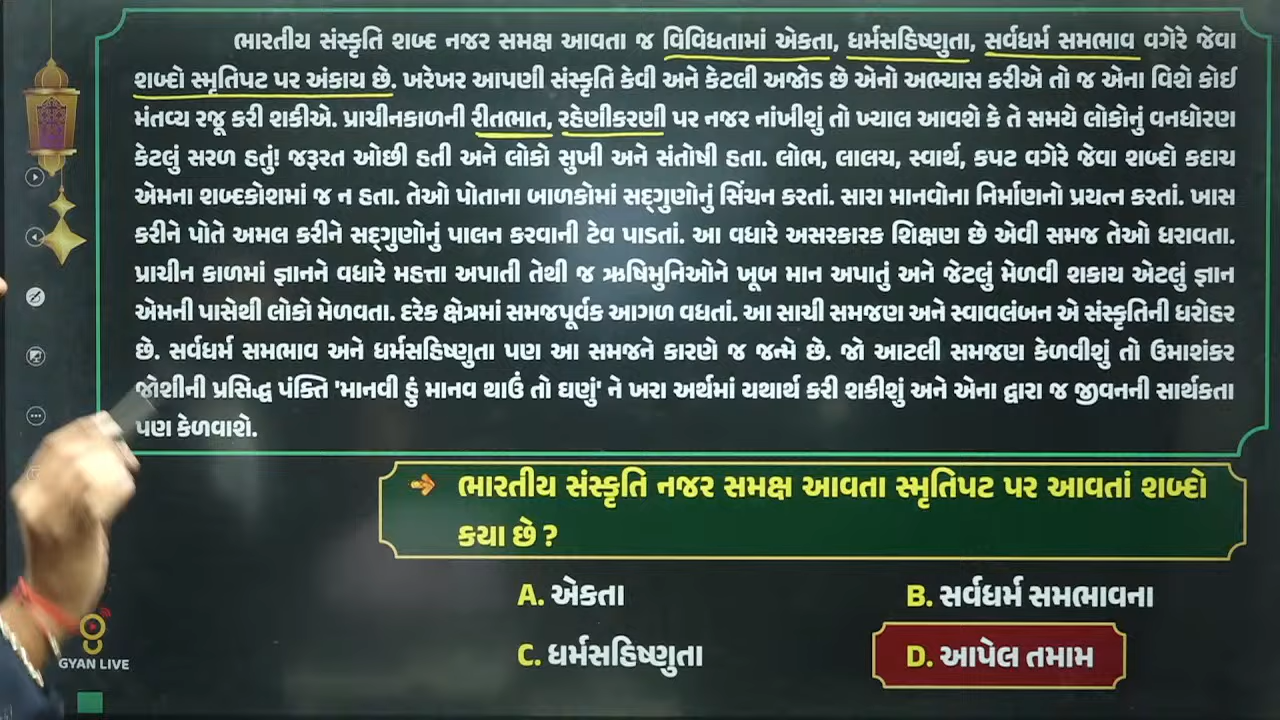 ભારતીય સંસ્કૃતિ શબ્દ નજર સમક્ષ આવતા જ વિવિધતામાં એકતા, ધર્મસહિષ્ણુતા, સર્વધર્મ સમભાવ વગેરે જેવા
શબ્દો સ્મૃતિપટ પર અંકાય છે. ખરેખર આપણી સંસ્કૃતિ કેવી અને કેટલી અજોડ છે એનો અભ્યાસ કરીએ તો જ એના વિશે કોઈ
મંતવ્ય રજૂ કરી શકીએ. પ્રાચીનકાળની રીતભાત, રહેણીકરણી પર નજર નાંખીશું તો ખ્યાલ આવશે કે તે સમયે લોકોનું વનધોરણ
કેટલું સરળ હતું! જરૂરત ઓછી હતી અને લોકો સુખી અને સંતોષી હતા. લોભ, લાલચ, સ્વાર્થ, કપટ વગેરે જેવા શબ્દો કદાચ
એમના શબ્દકોશમાં જ ન હતા. તેઓ પોતાના બાળકોમાં સદ્ગુણોનું સિંચન કરતાં. સારા માનવોના નિર્માણનો પ્રયત્ન કરતાં. ખાસ
કરીને પોતે અમલ કરીને સદ્ગુણોનું પાલન કરવાની ટેવ પાડતાં. આ વધારે અસરકારક શિક્ષણ છે એવી સમજ તેઓ ધરાવતા.
પ્રાચીન કાળમાં જ્ઞાનને વધારે મહત્તા અપાતી તેથી જ ઋષિમુનિઓને ખૂબ માન અપાતું અને જેટલું મેળવી શકાય એટલું જ્ઞાન
એમની પાસેથી લોકો મેળવતા. દરેક ક્ષેત્રમાં સમજપૂર્વક આગળ વધતાં. આ સાચી સમજણ અને સ્વાવલંબન એ સંસ્કૃતિની ધરોહર
છે. સર્વધર્મ સમભાવ અને ધર્મસહિષ્ણુતા પણ આ સમજને કારણે જ જન્મે છે. જો આટલી સમજણ કેળવીશું તો ઉમાશંકર
જોશીની પ્રસિદ્ધ પંક્તિ 'માનવી હું માનવ થાઉં તો ઘણું' ને ખરા અર્થમાં યથાર્થ કરી શકીશું અને એના દ્વારા જ જીવનની સાર્થકતા
પણ કેળવાશે.
ભારતીય સંસ્કૃતિ નજર સમક્ષ આવતા સ્મૃતિપટ પર આવતાં શબ્દો
કયા છે ?
A. એકતા
B. સર્વધર્મ સમભાવના
C. ધર્મસહિષ્ણુતા
D. આપેલ તમામ
GYAN LIVE